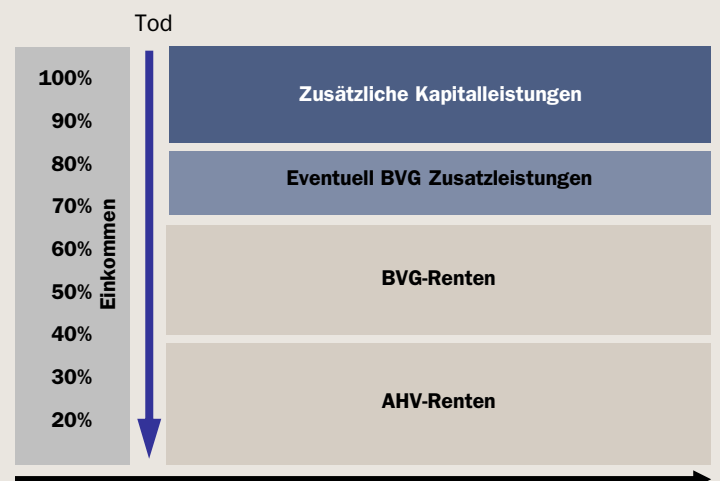 Tod
100%
90%
80%
70%
60%
50%
40%
30%
20%
Einkommen
Zusätzliche Kapitalleistungen
Eventuell BVG Zusatzleistungen
BVG-Renten
AHV-Renten